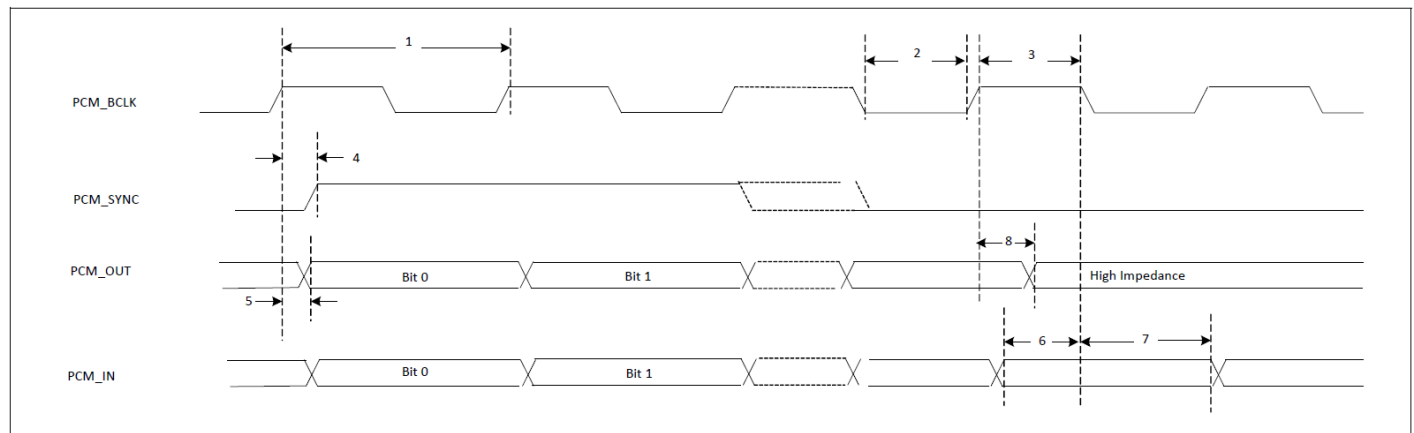 1
2
3
PCM_BCLK
4
PCM_SYNC
8
PCM_OUT
Bit 0
Bit 1
High Impedance
5
6
7
PCM_IN
Bit 0
Bit 1